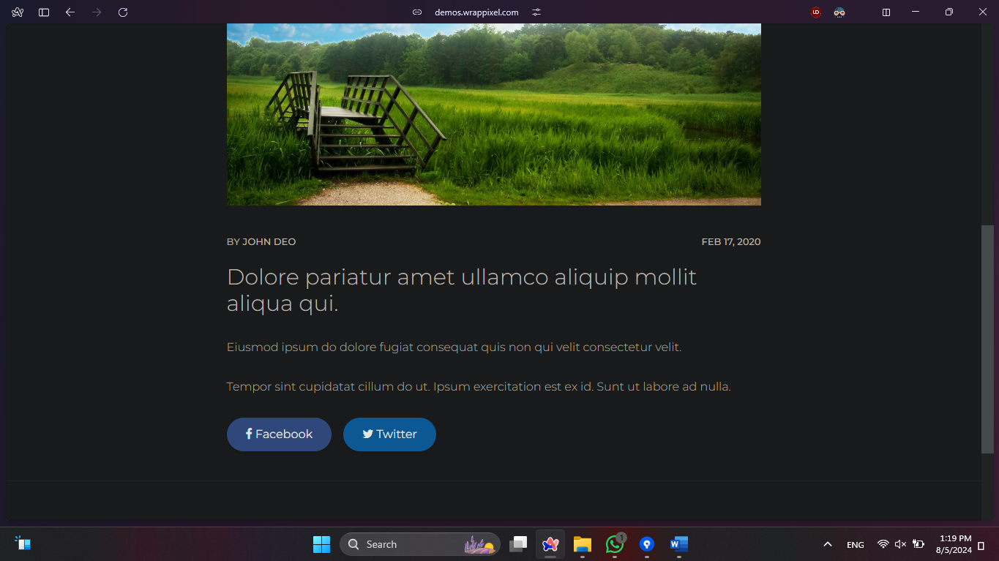 demos.wrappixel.com
BY JOHN DEO
FEB 17, 2020
Dolore pariatur amet ullamco aliquip mollit
aliqua qui.
Eiusmod ipsum do dolore fugiat consequat quis non qui velit consectetur velit.
Tempor sint cupidatat cillum do ut. Ipsum exercitation est ex id. Sunt ut labore ad nulla.
Facebook
Twitter
Search
1
ENG
1:19 PM
8/5/2024